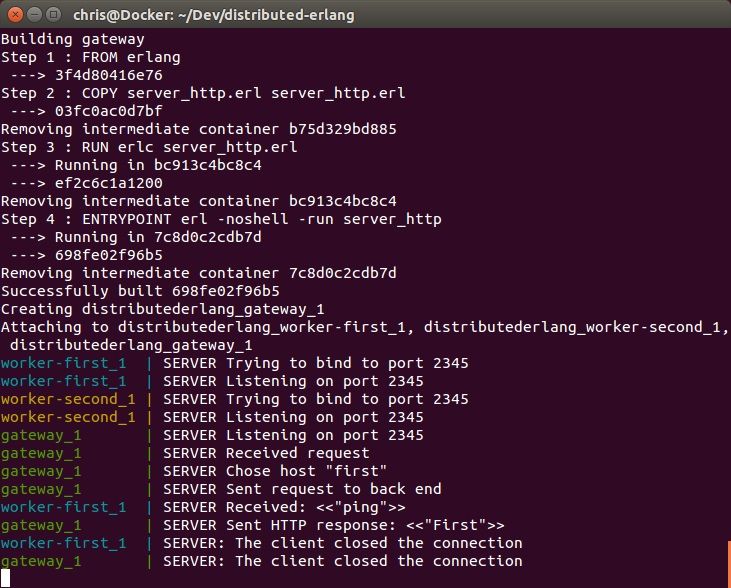 chris@Docker: ~/Dev/distributed-erlang
Building gateway
Step 1 : FROM erlang
 ---> 3f4d80416e76
Step 2 : COPY server_http.erl server_http.erl
 ---> 03fc0ac0d7bf
Removing intermediate container b75d329bd885
Step 3 : RUN erlc server_http.erl
 ---> Running in bc913c4bc8c4
 ---> ef2c6c1a1200
Removing intermediate container bc913c4bc8c4
Step 4 : ENTRYPOINT erl -noshell -run server_http
 ---> Running in 7c8d0c2cdb7d
 ---> 698fe02f96b5
Removing intermediate container 7c8d0c2cdb7d
Successfully built 698fe02f96b5
Creating distributederlang_gateway_1
Attaching to distributederlang_worker-first_1, distributederlang_worker-second_1,
 distributederlang_gateway_1
worker-first_1  | SERVER Trying to bind to port 2345
worker-first_1  | SERVER Listening on port 2345
worker-second_1 | SERVER Trying to bind to port 2345
worker-second_1 | SERVER Listening on port 2345
gateway_1       | SERVER Listening on port 2345
gateway_1       | SERVER Received request
gateway_1       | SERVER Chose host "first"
gateway_1       | SERVER Sent request to back end
worker-first_1  | SERVER Received: <<"ping">>
gateway_1       | SERVER Sent HTTP response: <<"First">>
worker-first_1  | SERVER: The client closed the connection
gateway_1       | SERVER: The client closed the connection